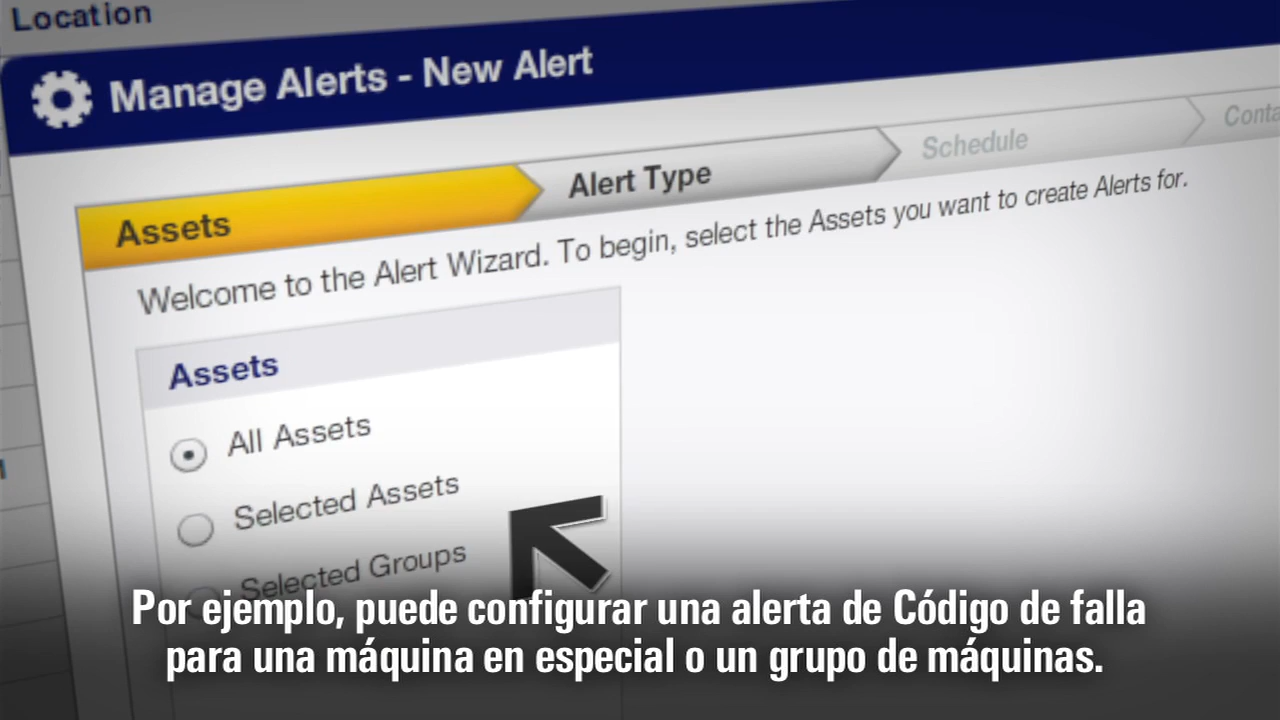 Location
Manage Alerts - New Alert
Assets
Alert Type
Schedule
Welcome to the Alert Wizard. To begin, select the Assets you want to create Alerts for.
Assets
All Assets
Selected Assets
Selected Groups
Por ejemplo, puede configurar una alerta de Código de falla
para una máquina en especial o un grupo de máquinas.